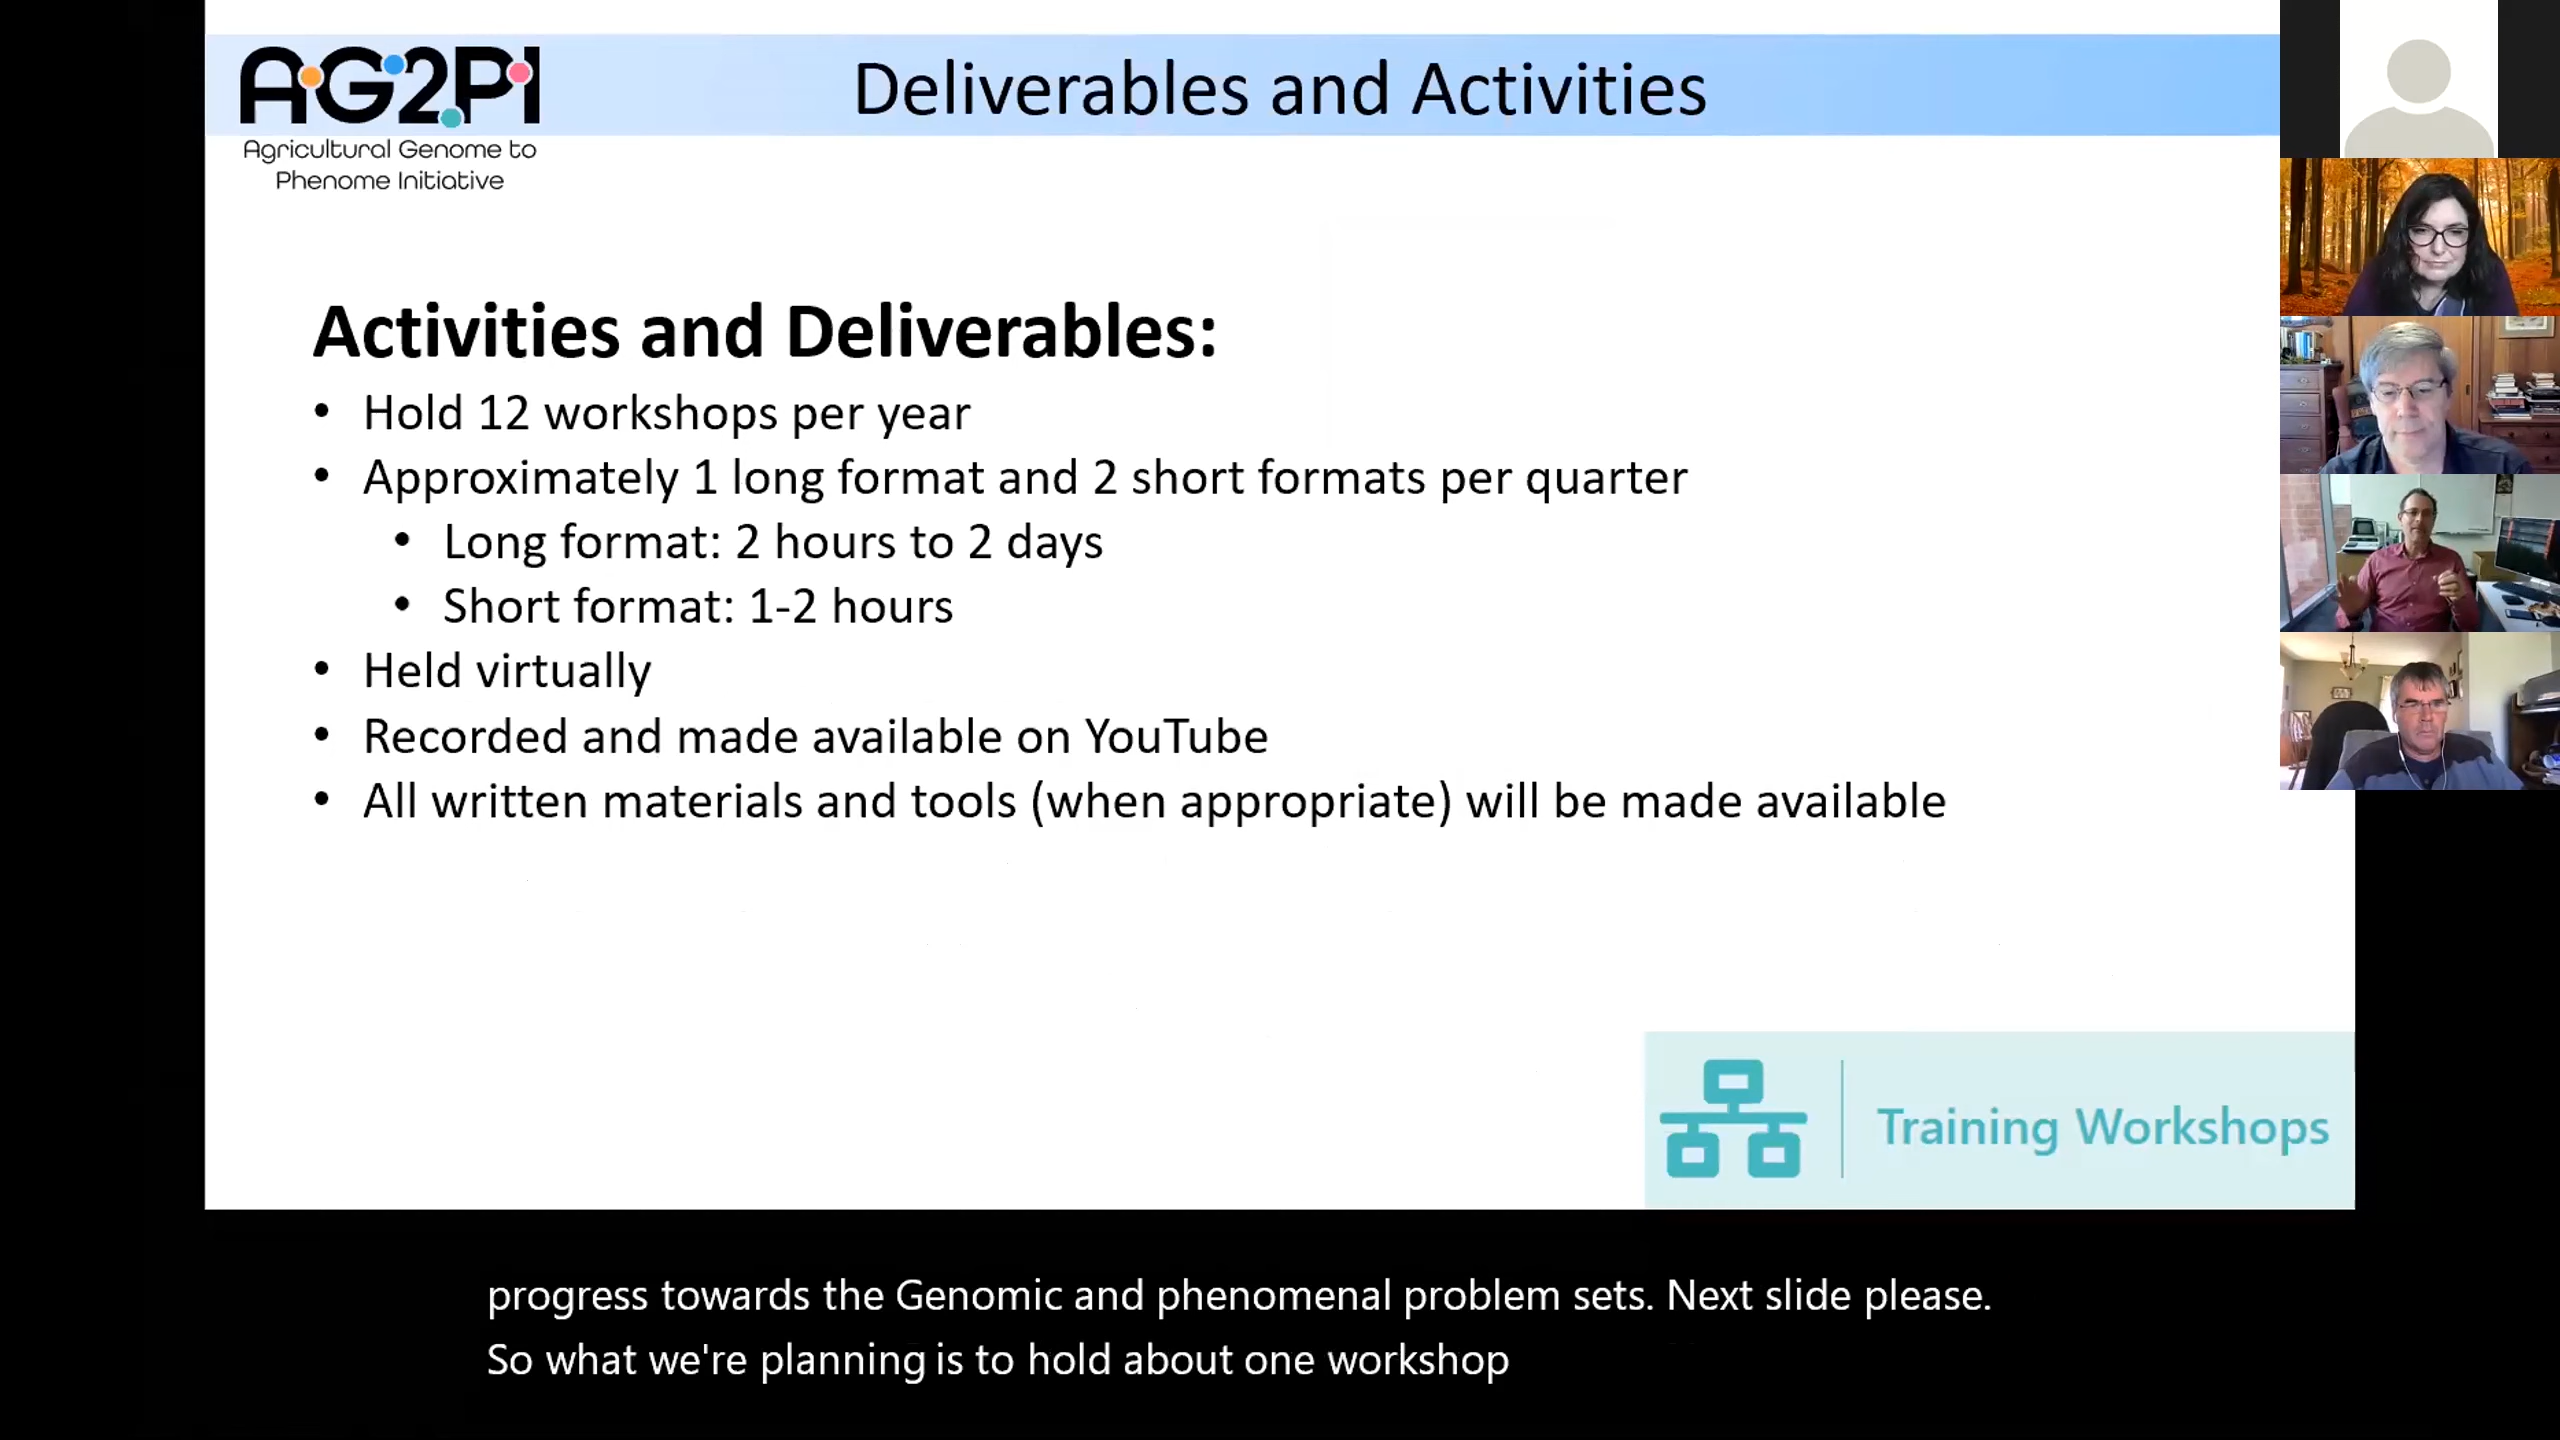 AG2PI
Agricultural Genome to
Phenome Initiative
Deliverables and Activities
Activities and Deliverables:
• Hold 12 workshops per year
• Approximately 1 long format and 2 short formats per quarter
• Long format: 2 hours to 2 days
• Short format: 1-2 hours
• Held virtually
• Recorded and made available on YouTube
• All written materials and tools (when appropriate) will be made available
Training Workshops
progress towards the Genomic and phenomenal problem sets. Next slide please.
So what we're planning is to hold about one workshop